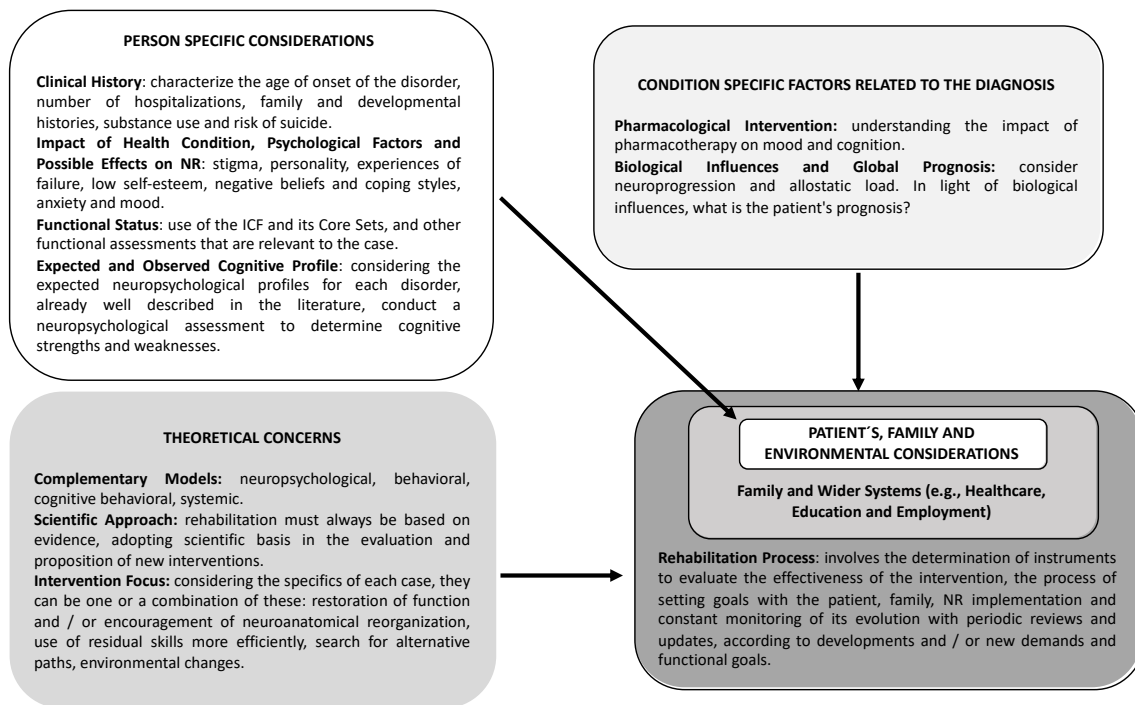 PERSON SPECIFIC CONSIDERATIONS
Clinical History: characterize the age of onset of the disorder,
number of hospitalizations, family and developmental
histories, substance use and risk of suicide.
Impact of Health Condition, Psychological Factors and
Possible Effects on NR: stigma, personality, experiences of
failure, low self-esteem, negative beliefs and coping styles,
anxiety and mood.
Functional Status: use of the ICF and its Core Sets, and other
functional assessments that are relevant to the case.
Expected and Observed Cognitive Profile: considering the
expected neuropsychological profiles for each disorder,
already well described in the literature, conduct a
neuropsychological assessment to determine cognitive
strengths and weaknesses.
CONDITION SPECIFIC FACTORS RELATED TO THE DIAGNOSIS
Pharmacological Intervention: understanding the impact of
pharmacotherapy on mood and cognition.
Biological Influences and Global Prognosis: consider
neuroprogression and allostatic load. In light of biological
influences, what is the patient's prognosis?
THEORETICAL CONCERNS
Complementary Models: neuropsychological, behavioral,
cognitive behavioral, systemic.
Scientific Approach: rehabilitation must always be based on
evidence, adopting scientific basis in the evaluation and
proposition of new interventions.
Intervention Focus: considering the specifics of each case, they
can be one or a combination of these: restoration of function
and / or encouragement of neuroanatomical reorganization,
use of residual skills more efficiently, search for alternative
paths, environmental changes.
PATIENT´S, FAMILY AND
ENVIRONMENTAL CONSIDERATIONS
Family and Wider Systems (e.g., Healthcare,
Education and Employment)
Rehabilitation Process: involves the determination of instruments
to evaluate the effectiveness of the intervention, the process of
setting goals with the patient, family, NR implementation and
constant monitoring of its evolution with periodic reviews and
updates, according to developments and / or new demands and
functional goals.